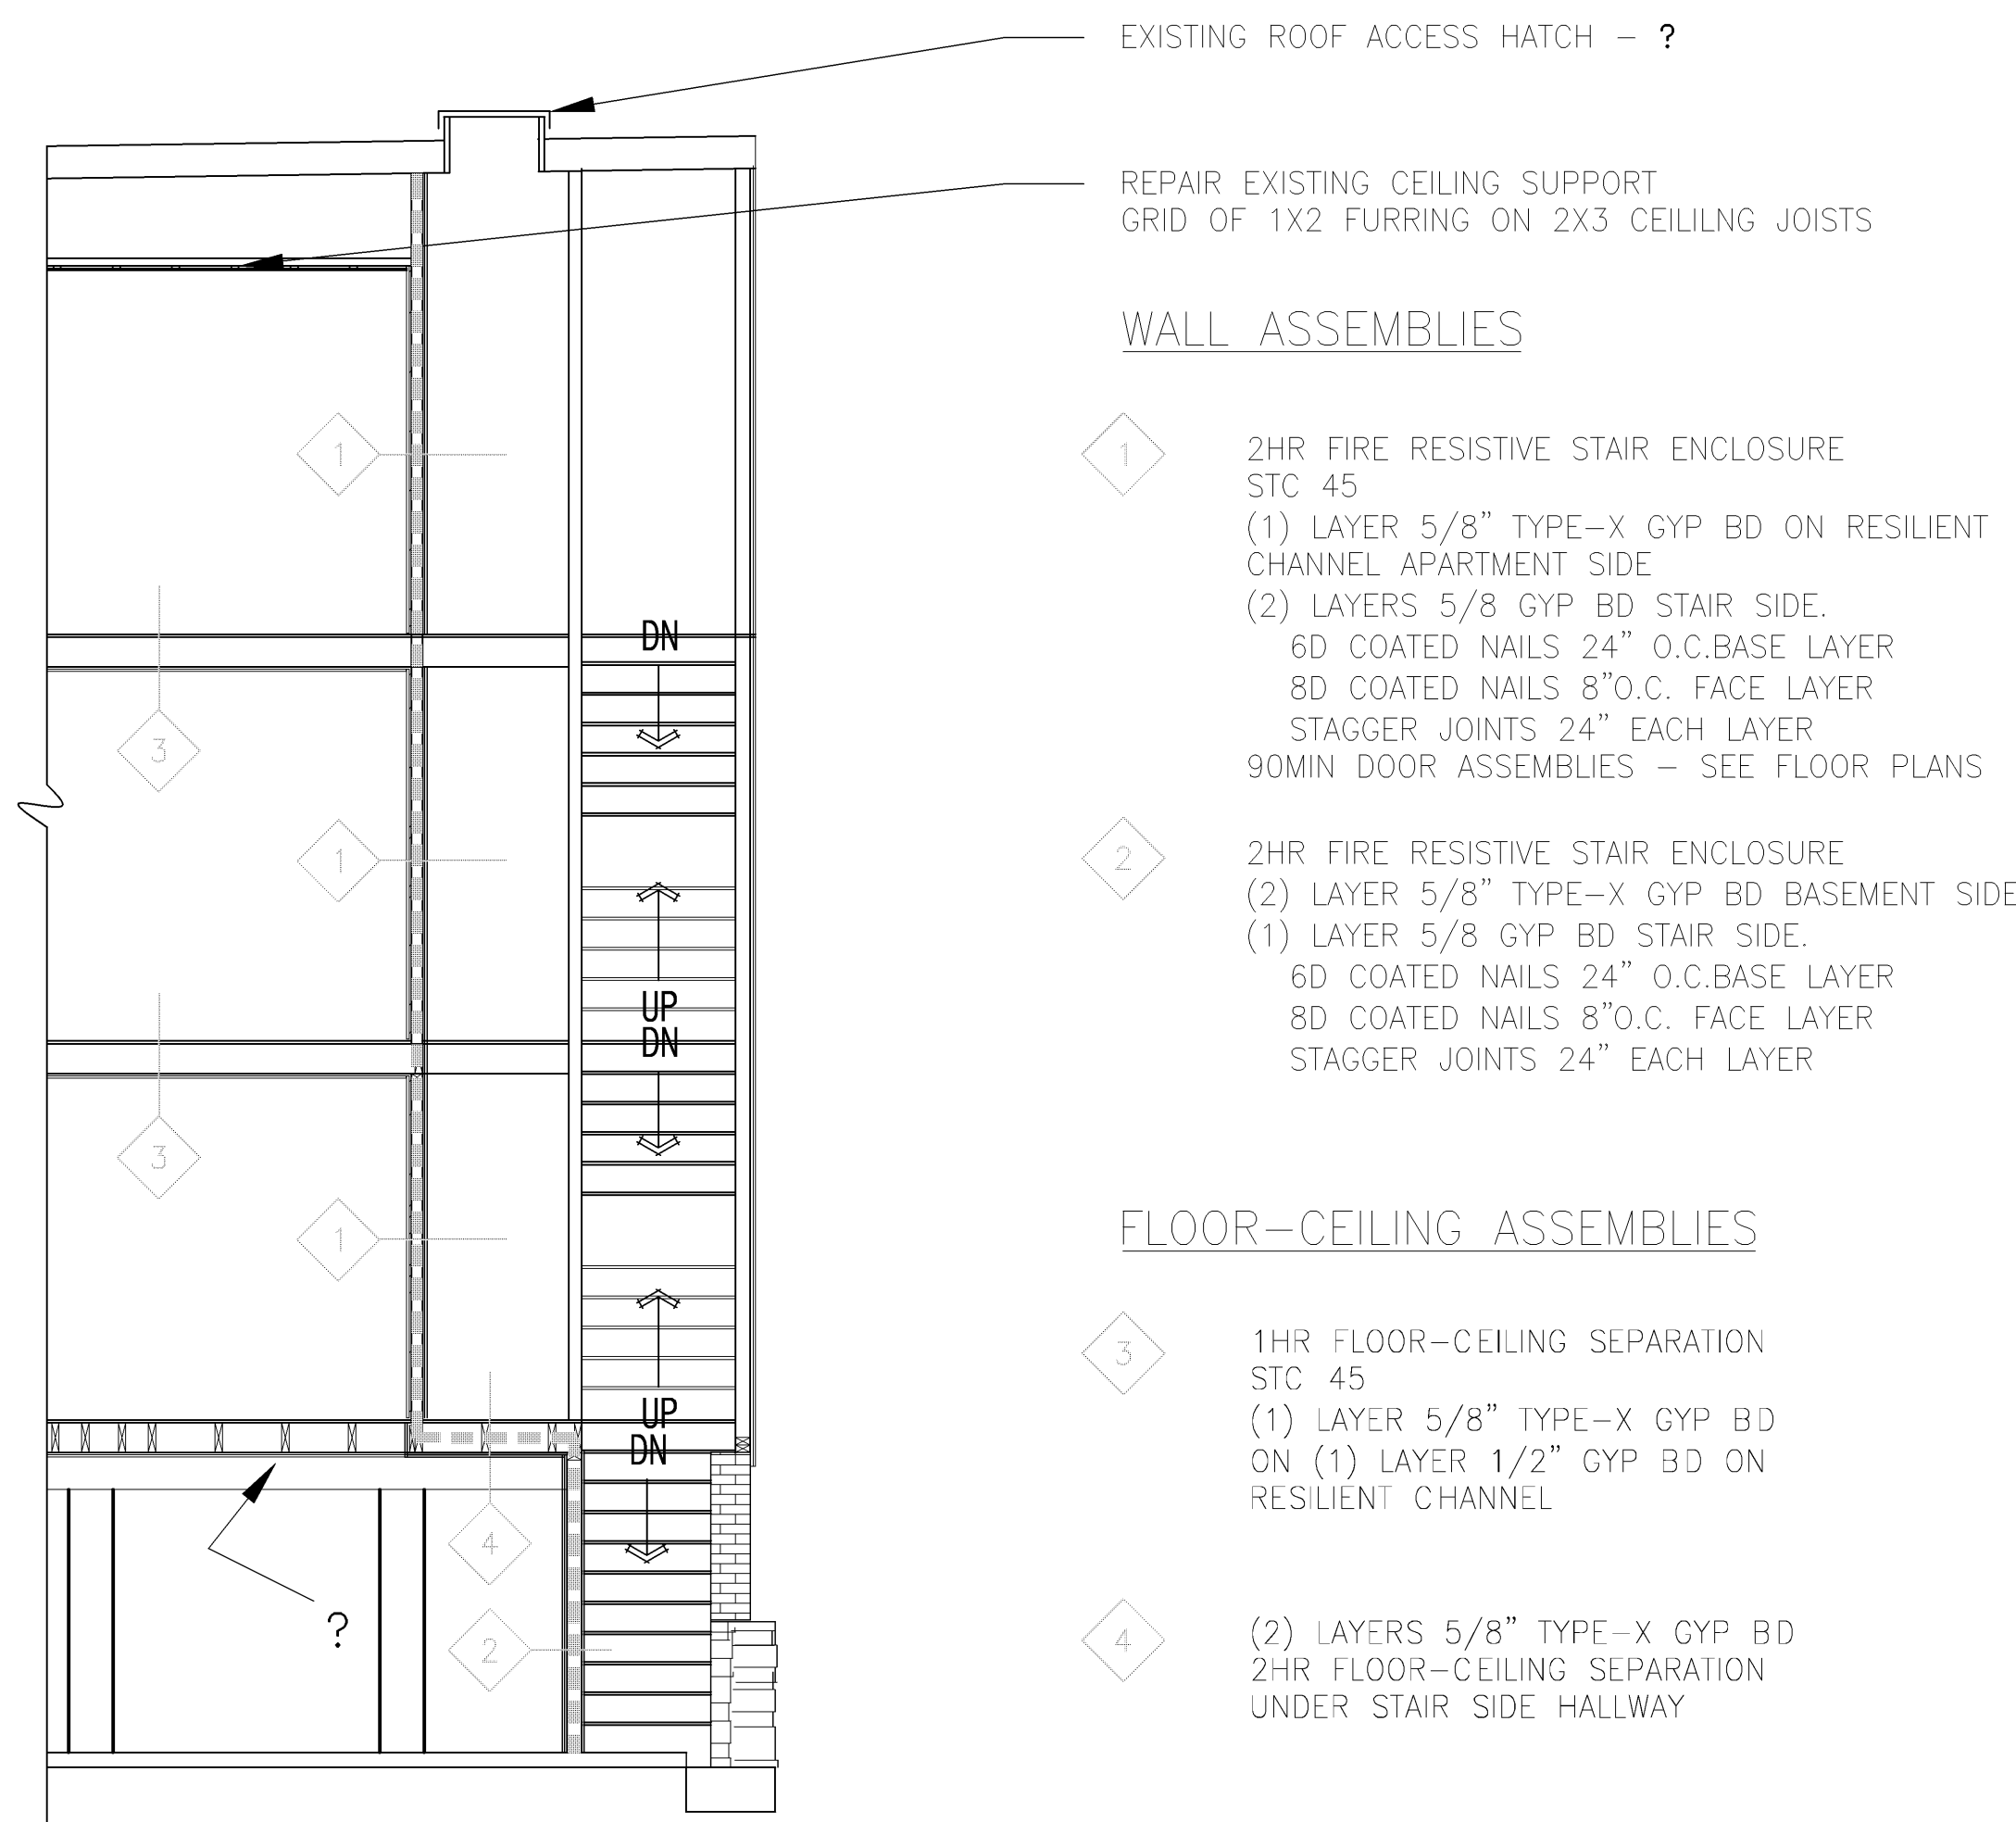 EXISTING ROOF ACCESS HATCH – ?
REPAIR EXISTING CEILING SUPPORT
GRID OF 1X2 FURRING ON 2X3 CEILILNG JOISTS
WALL ASSEMBLIES
1
2HR FIRE RESISTIVE STAIR ENCLOSURE
STC 45
(1) LAYER 5/8" TYPE-X GYP BD ON RESILIENT
CHANNEL APARTMENT SIDE
(2) LAYERS 5/8 GYP BD STAIR SIDE.
6D COATED NAILS 24" O.C.BASE LAYER
8D COATED NAILS 8"O.C. FACE LAYER
STAGGER JOINTS 24" EACH LAYER
90MIN DOOR ASSEMBLIES – SEE FLOOR PLANS
2
2HR FIRE RESISTIVE STAIR ENCLOSURE
(2) LAYER 5/8" TYPE-X GYP BD BASEMENT SIDE
(1) LAYER 5/8 GYP BD STAIR SIDE.
6D COATED NAILS 24" O.C.BASE LAYER
8D COATED NAILS 8"O.C. FACE LAYER
STAGGER JOINTS 24" EACH LAYER
FLOOR-CEILING ASSEMBLIES
3
1HR FLOOR-CEILING SEPARATION
STC 45
(1) LAYER 5/8" TYPE-X GYP BD
ON (1) LAYER 1/2" GYP BD ON
RESILIENT CHANNEL
4
(2) LAYERS 5/8" TYPE-X GYP BD
2HR FLOOR-CEILING SEPARATION
UNDER STAIR SIDE HALLWAY
1
DN
3
1
UP
DN
3
1
UP
DN
4
?
2